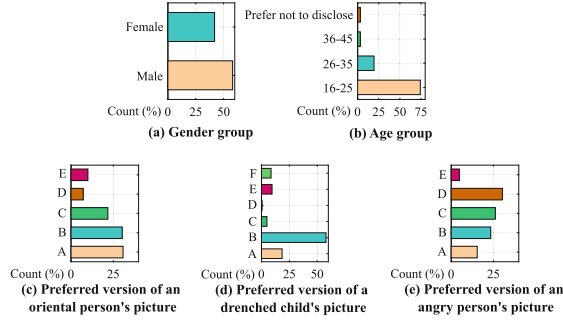 Female
Male
Count (%) 0 25 50
(a) Gender group
Prefer not to disclose
36-45
26-35
16-25
Count (%) 0 25 50 75
(b) Age group
E
D
C
B
A
Count (%) 0 25
(c) Preferred version of an
oriental person's picture
F
E
D
C
B
A
Count (%) 0 25 50
(d) Preferred version of a
drenched child's picture
E
D
C
B
A
Count (%) 0 25
(e) Preferred version of an
angry person's picture